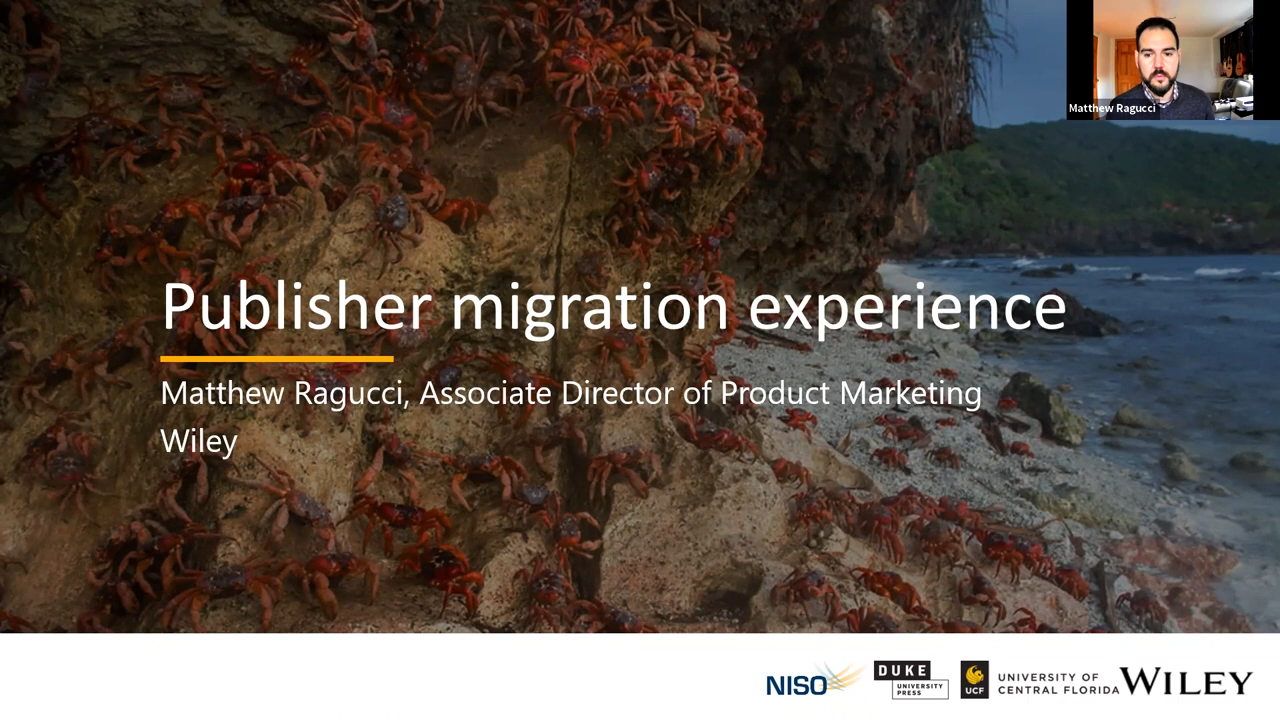 Matthew Ragucci
Publisher migration experience
Matthew Ragucci, Associate Director of Product Marketing
Wiley
NISO
DUKE
UNIVERSITY
PRESS
UCF
UNIVERSITY OF
CENTRAL FLORIDA
WILEY